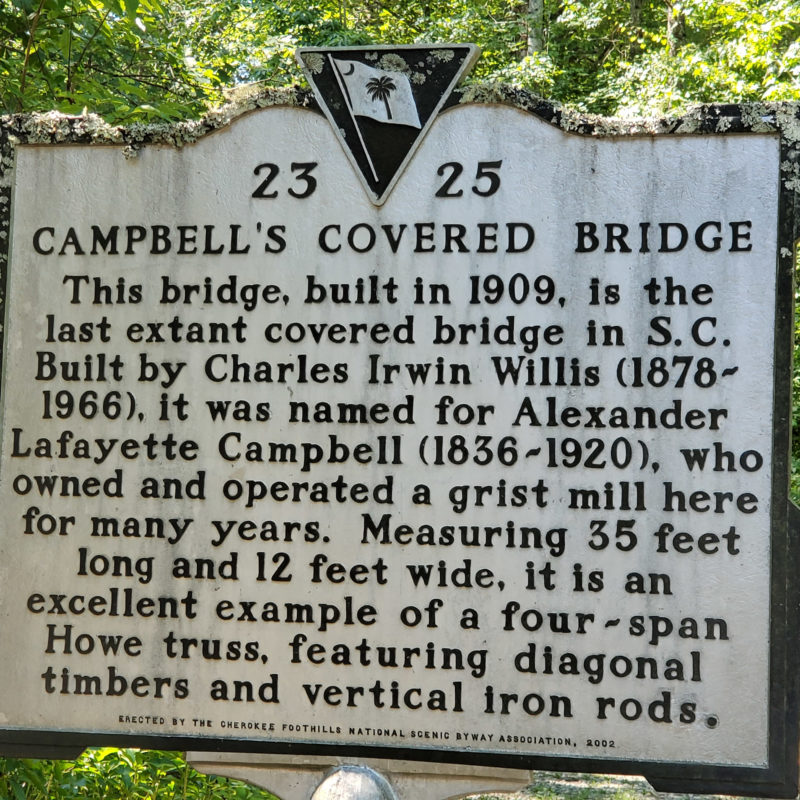 23 25
CAMPBELL'S COVERED BRIDGE
This bridge, built in 1909, is the
last extant covered bridge in S.C.
Built by Charles Irwin Willis (1878-
1966), it was named for Alexander
Lafayette Campbell (1836-1920), who
owned and operated a grist mill here
for many years. Measuring 35 feet
long and 12 feet wide, it is an
excellent example of a four-span
Howe truss, featuring diagonal
timbers and vertical iron rods.
ERECTED BY THE CHEROKEE FOOTHILLS NATIONAL SCENIC BYWAY ASSOCIATION, 2002